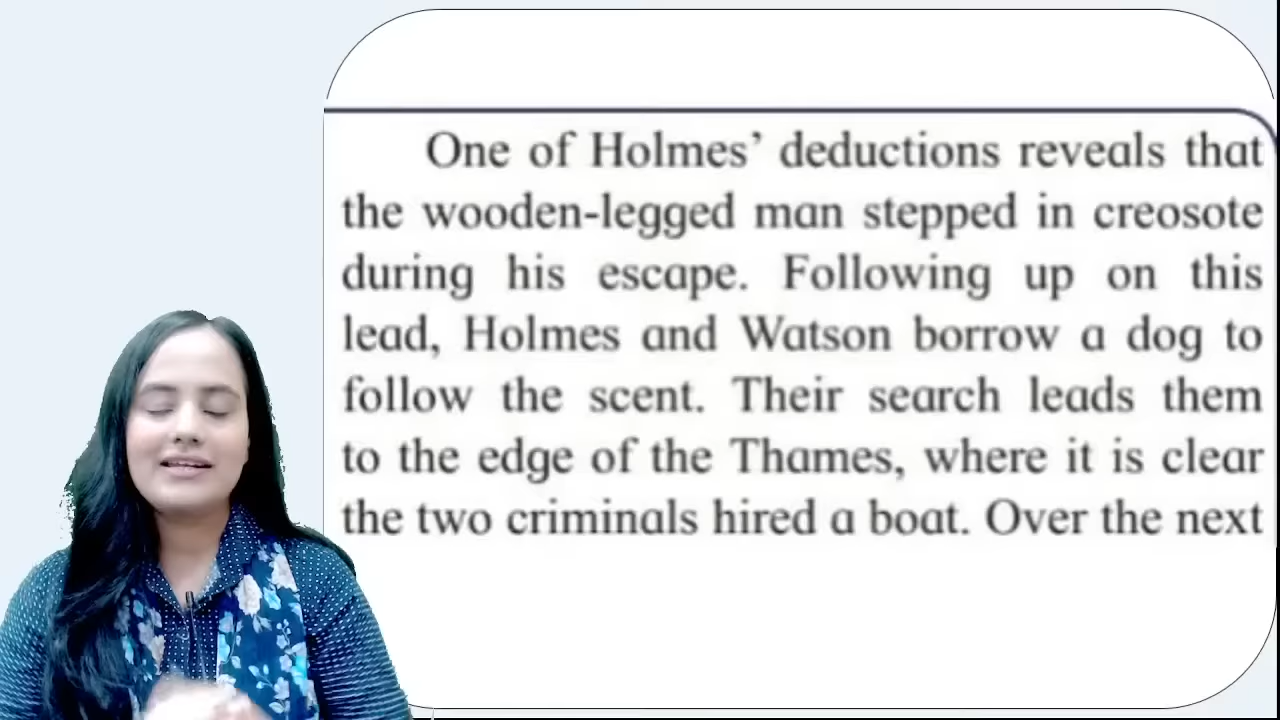 One of Holmes’ deductions reveals that
the wooden-legged man stepped in creosote
during his escape. Following up on this
lead, Holmes and Watson borrow a dog to
follow the scent. Their search leads them
to the edge of the Thames, where it is clear
the two criminals hired a boat. Over the next